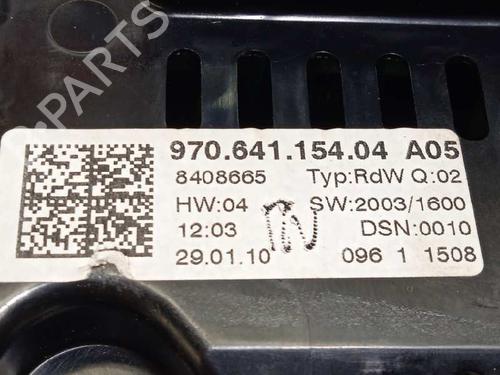 970.641.154.04 A05
8408665 Typ:RdW Q:02
HW:04 SW:2003/1600
12:03 DSN:0010
29.01.10 096 1 1508
B-PARTS